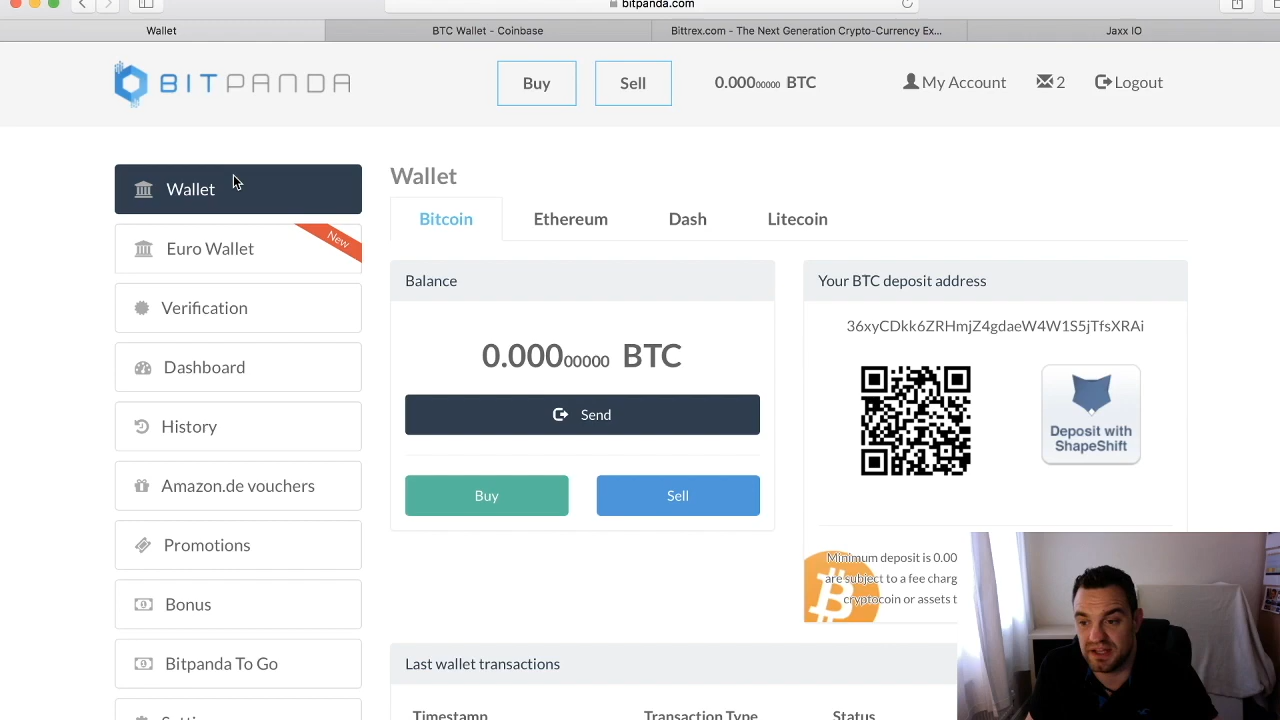 bitpanda.com
Wallet
BTC Wallet - Coinbase
Bittrex.com - The Next Generation Crypto-Currency Ex...
Jaxx IO
BITPANDA
Buy
Sell
0.00000000 BTC
My Account
2
Logout
Wallet
Euro Wallet
New
Verification
Dashboard
History
Amazon.de vouchers
Promotions
Bonus
Bitpanda To Go
Wallet
Bitcoin
Ethereum
Dash
Litecoin
Balance
0.00000000 BTC
Send
Buy
Sell
Your BTC deposit address
36xyCDkk6ZRHmjZ4gdaeW4W1S5jTfsXRAi
Deposit with
ShapeShift
Minimum deposit is 0.00
are subject to a fee charg
cryptocoin or assets t
Last wallet transactions
Timestamp
Transaction Type
Status